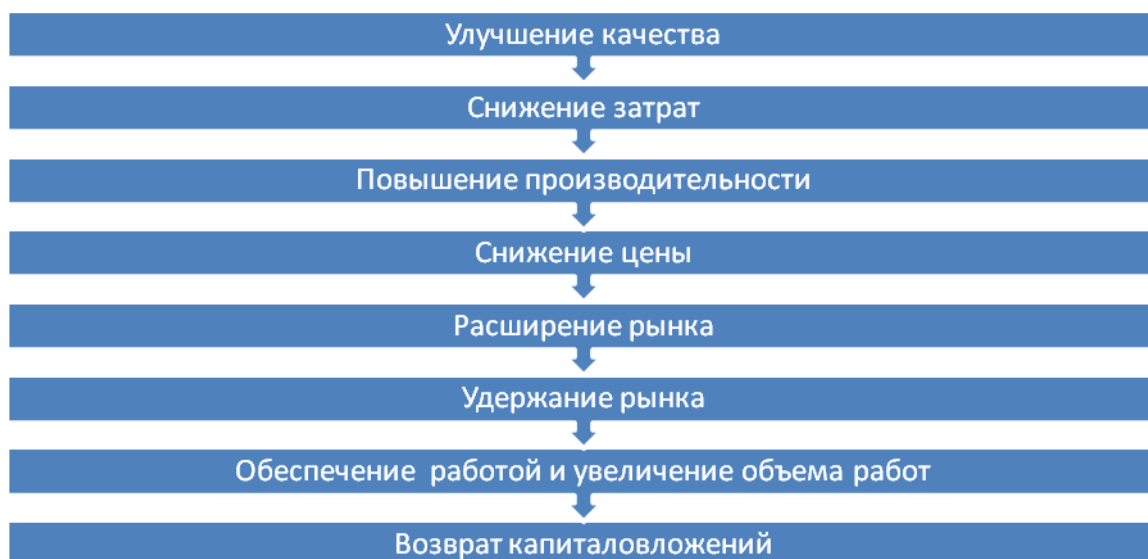 Улучшение качества
Снижение затрат
Повышение производительности
Снижение цены
Расширение рынка
Удержание рынка
Обеспечение  работой и увеличение объема работ
Возврат капиталовложений